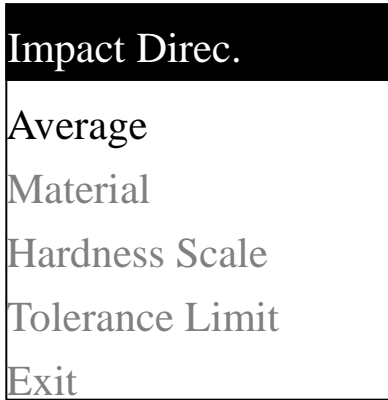 Impact Direc.
Average
Material
Hardness Scale
Tolerance Limit
Exit